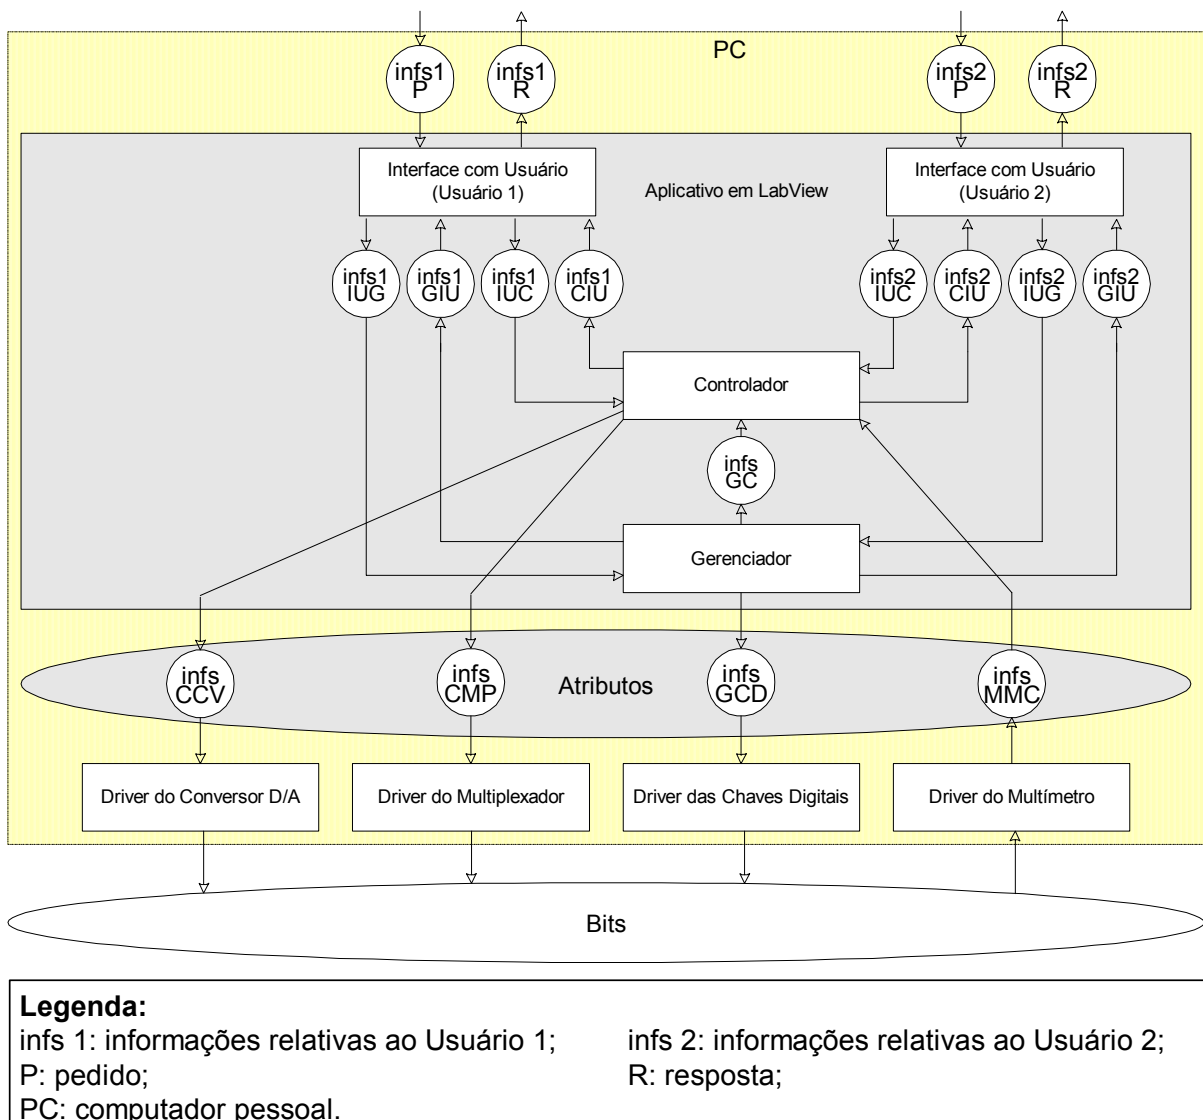 PC
infs1
P
infs1
R
infs2
P
infs2
R
Interface com Usuário
(Usuário 1)
Aplicativo em LabView
Interface com Usuário
(Usuário 2)
infs1
IUG
infs1
GIU
infs1
IUC
infs1
CIU
infs2
IUC
infs2
CIU
infs2
IUG
infs2
GIU
Controlador
infs
GC
Gerenciador
infs
CCV
infs
CMP
Atributos
infs
GCD
infs
MMC
Driver do Conversor D/A
Driver do Multiplexador
Driver das Chaves Digitais
Driver do Multímetro
Bits
Legenda:
infs 1: informações relativas ao Usuário 1;
infs 2: informações relativas ao Usuário 2;
P: pedido;
R: resposta;
PC: computador pessoal.